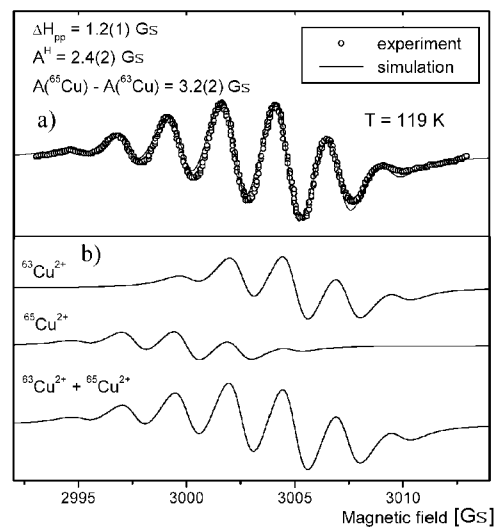 ΔHpp = 1.2(1) Gs
A^H = 2.4(2) Gs
A(⁶⁵Cu) - A(⁶³Cu) = 3.2(2) Gs
experiment
simulation
a)
T = 119 K
b)
⁶³Cu²⁺
⁶⁵Cu²⁺
⁶³Cu²⁺ + ⁶⁵Cu²⁺
2995 3000 3005 3010
Magnetic field [Gs]